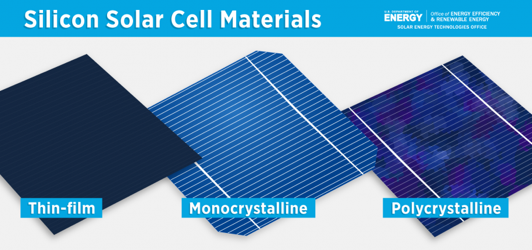 Silicon Solar Cell Materials
U.S. DEPARTMENT OF
ENERGY
Office of ENERGY EFFICIENCY
& RENEWABLE ENERGY
SOLAR ENERGY TECHNOLOGIES OFFICE
Thin-film
Monocrystalline
Polycrystalline